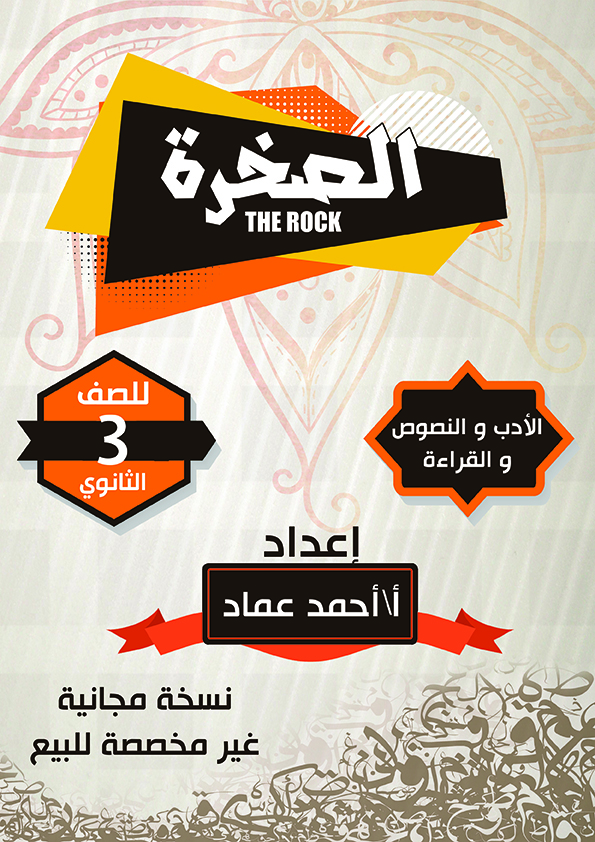 الصخرة
THE ROCK
الأدب و النصوص
و القراءة
للصف
3
الثانوي
إعداد
أ\أحمد عماد
نسخة مجانية
غير مخصصة للبيع